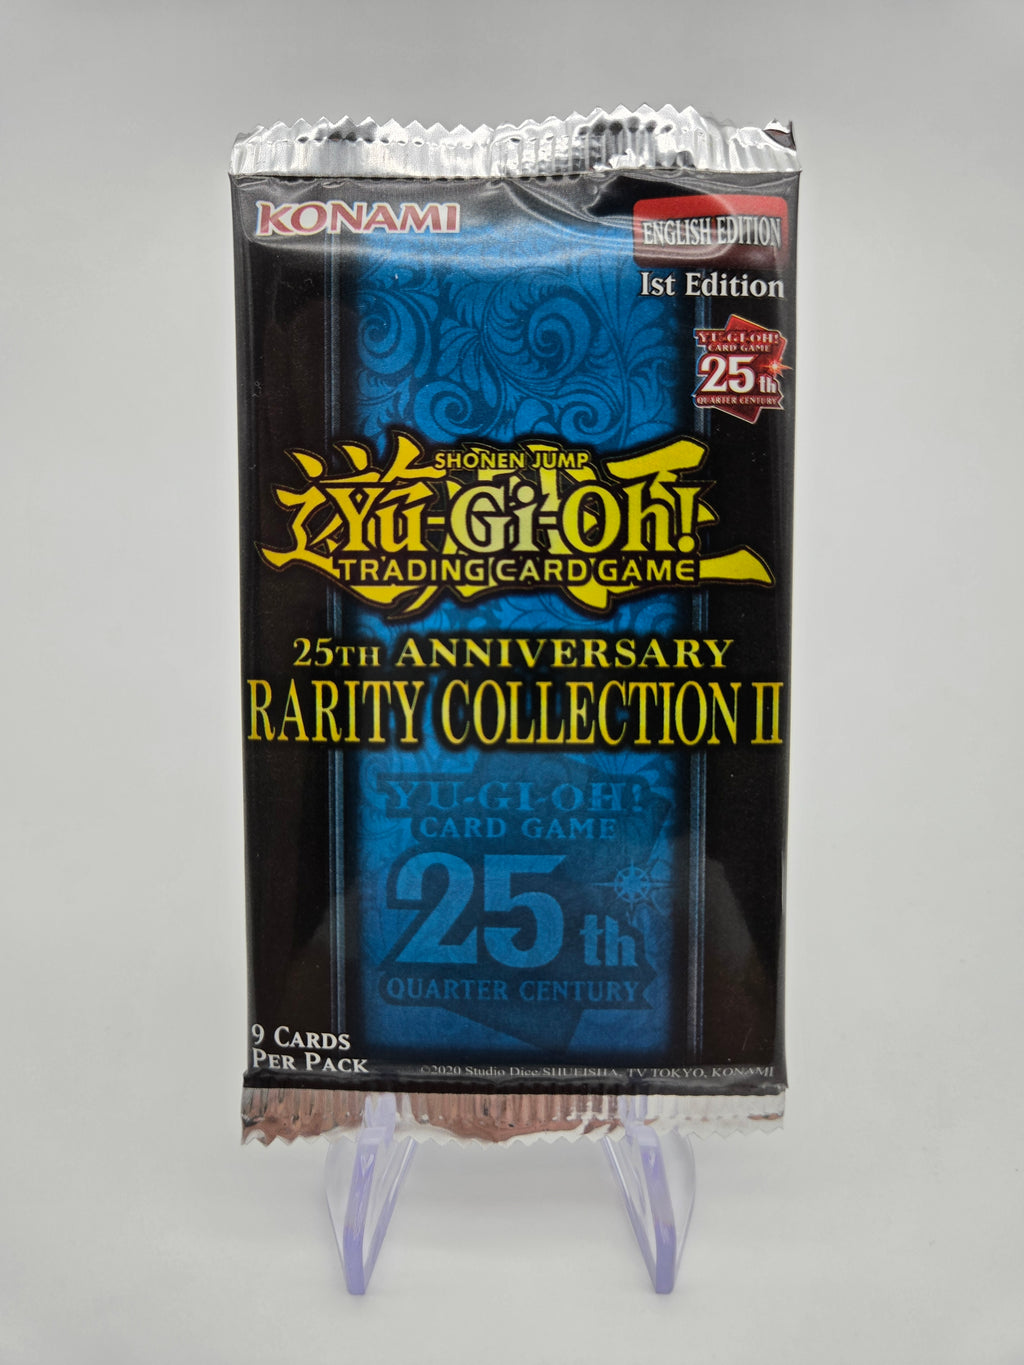 KONAMI
ENGLISH EDITION
1st Edition
YU-GI-OH!
CARD GAME
25th
QUARTER CENTURY
SHONEN JUMP
Yu-Gi-Oh!
TRADING CARD GAME
25TH ANNIVERSARY
RARITY COLLECTION II
YU-GI-OH!
CARD GAME
25th
QUARTER CENTURY
9 CARDS
PER PACK
©2020 Studio Dice/SHUEISHA, TV TOKYO, KONAMI